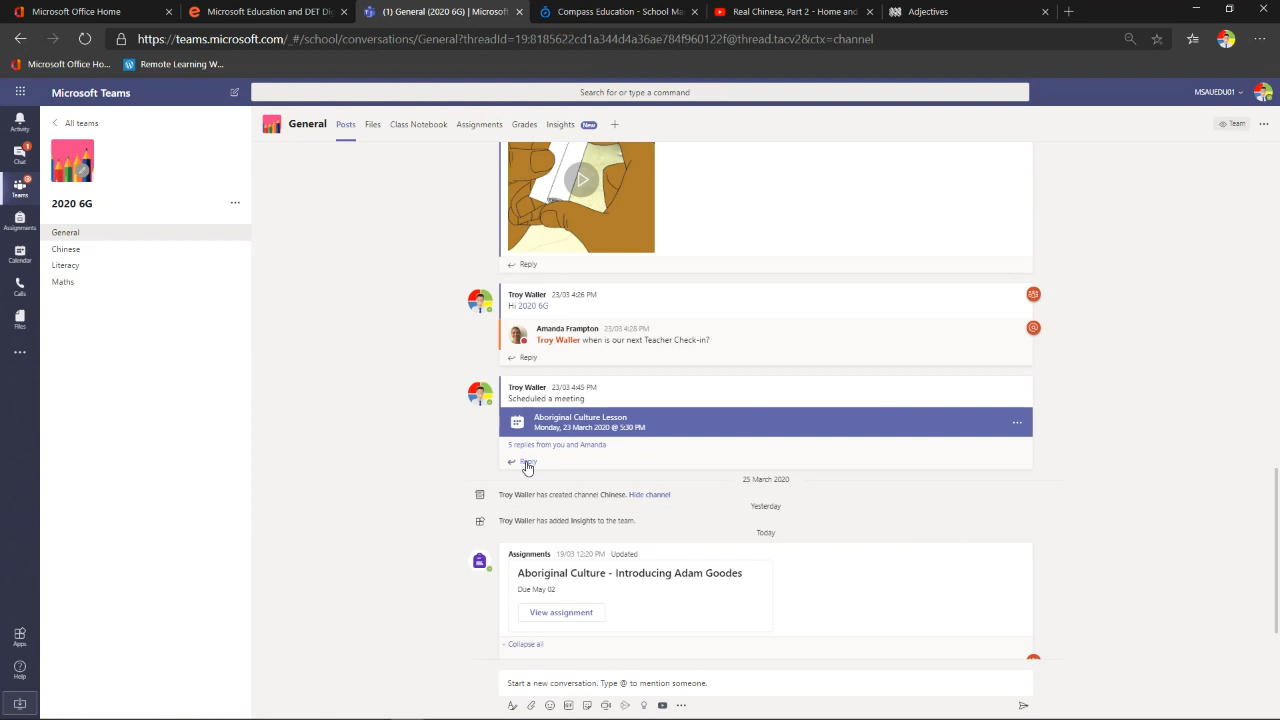 Microsoft Office Home
Microsoft Education and DET Dig
(1) General (2020 6G) | Microsof
Compass Education - School Ma
Real Chinese, Part 2 - Home and
Adjectives
https://teams.microsoft.com/_#/school/conversations/General?threadId=19:8185622cd1a344d4a36ae784f960122f@thread.tacv2&ctx=channel
Microsoft Office Ho...
Remote Learning W...
Microsoft Teams
Search for or type a command
MSAUEDU01
All teams
General
Posts
Files
Class Notebook
Assignments
Grades
Insights
New
Team
Activity
Chat
1
Teams
Assignments
Calendar
Calls
Files
Apps
Help
2020 6G
General
Chinese
Literacy
Maths
Reply
Troy Waller 23/03 4:26 PM
Hi 2020 6G
Amanda Frampton 23/03 4:28 PM
Troy Waller when is our next Teacher Check-in?
Reply
Troy Waller 23/03 4:45 PM
Scheduled a meeting
Aboriginal Culture Lesson
Monday, 23 March 2020 @ 5:30 PM
5 replies from you and Amanda
Reply
25 March 2020
Troy Waller has created channel Chinese. Hide channel
Yesterday
Troy Waller has added Insights to the team.
Today
Assignments 19/03 12:20 PM Updated
Aboriginal Culture - Introducing Adam Goodes
Due May 02
View assignment
Collapse all
Start a new conversation. Type @ to mention someone.